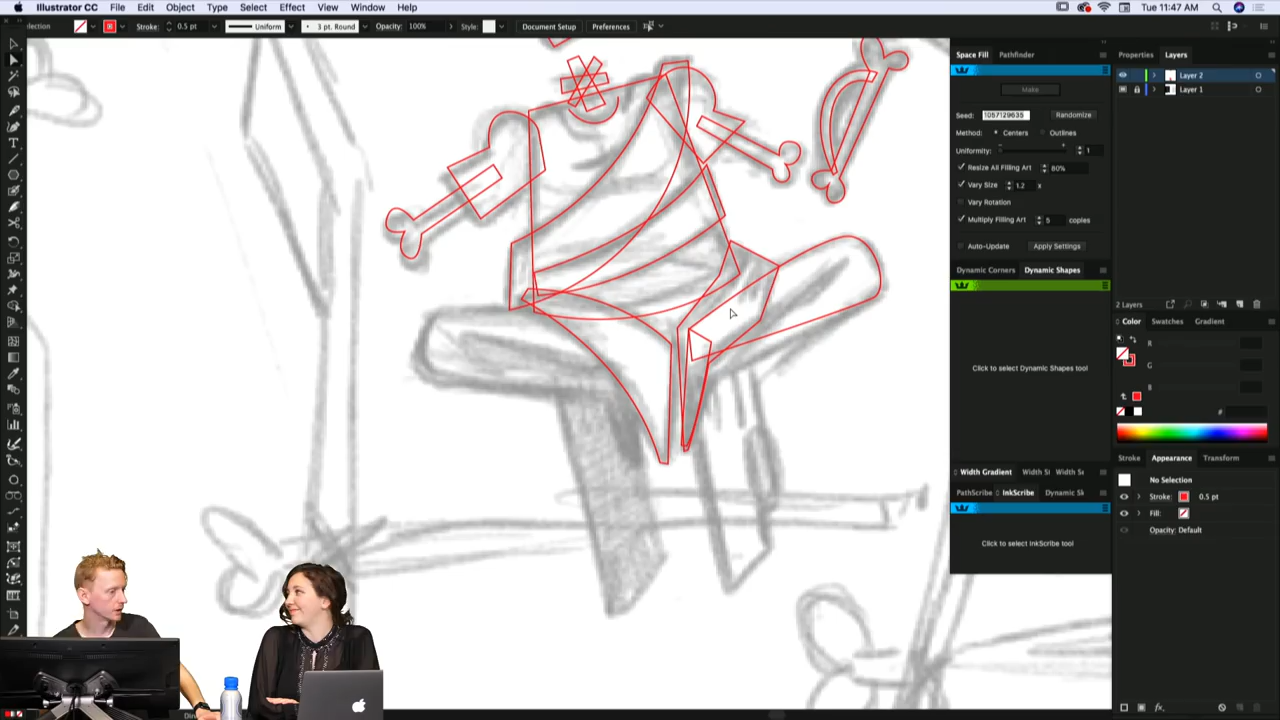 Illustrator CC File Edit Object Type Select Effect View Window Help
Tue 11:47 AM
Stroke: 0.5 pt Uniform 3 pt. Round Opacity: 100% Style: Document Setup Preferences
Space Fill Pathfinder
Make
Seed: 1057129635 Randomize
Method: Centers Outlines
Uniformity: 1
Resize All Filling Art 80%
Vary Size 1.2 x
Vary Rotation
Multiply Filling Art 5 copies
Auto-Update Apply Settings
Dynamic Corners Dynamic Shapes
Click to select Dynamic Shapes tool
Width Gradient Width S Width S
PathScribe InkScribe Dynamic Sk
Click to select InkScribe tool
Properties Layers
Layer 2
Layer 1
2 Layers
Color Swatches Gradient
R
G
B
#
Stroke Appearance Transform
No Selection
Stroke: 0.5 pt
Fill:
Opacity: Default